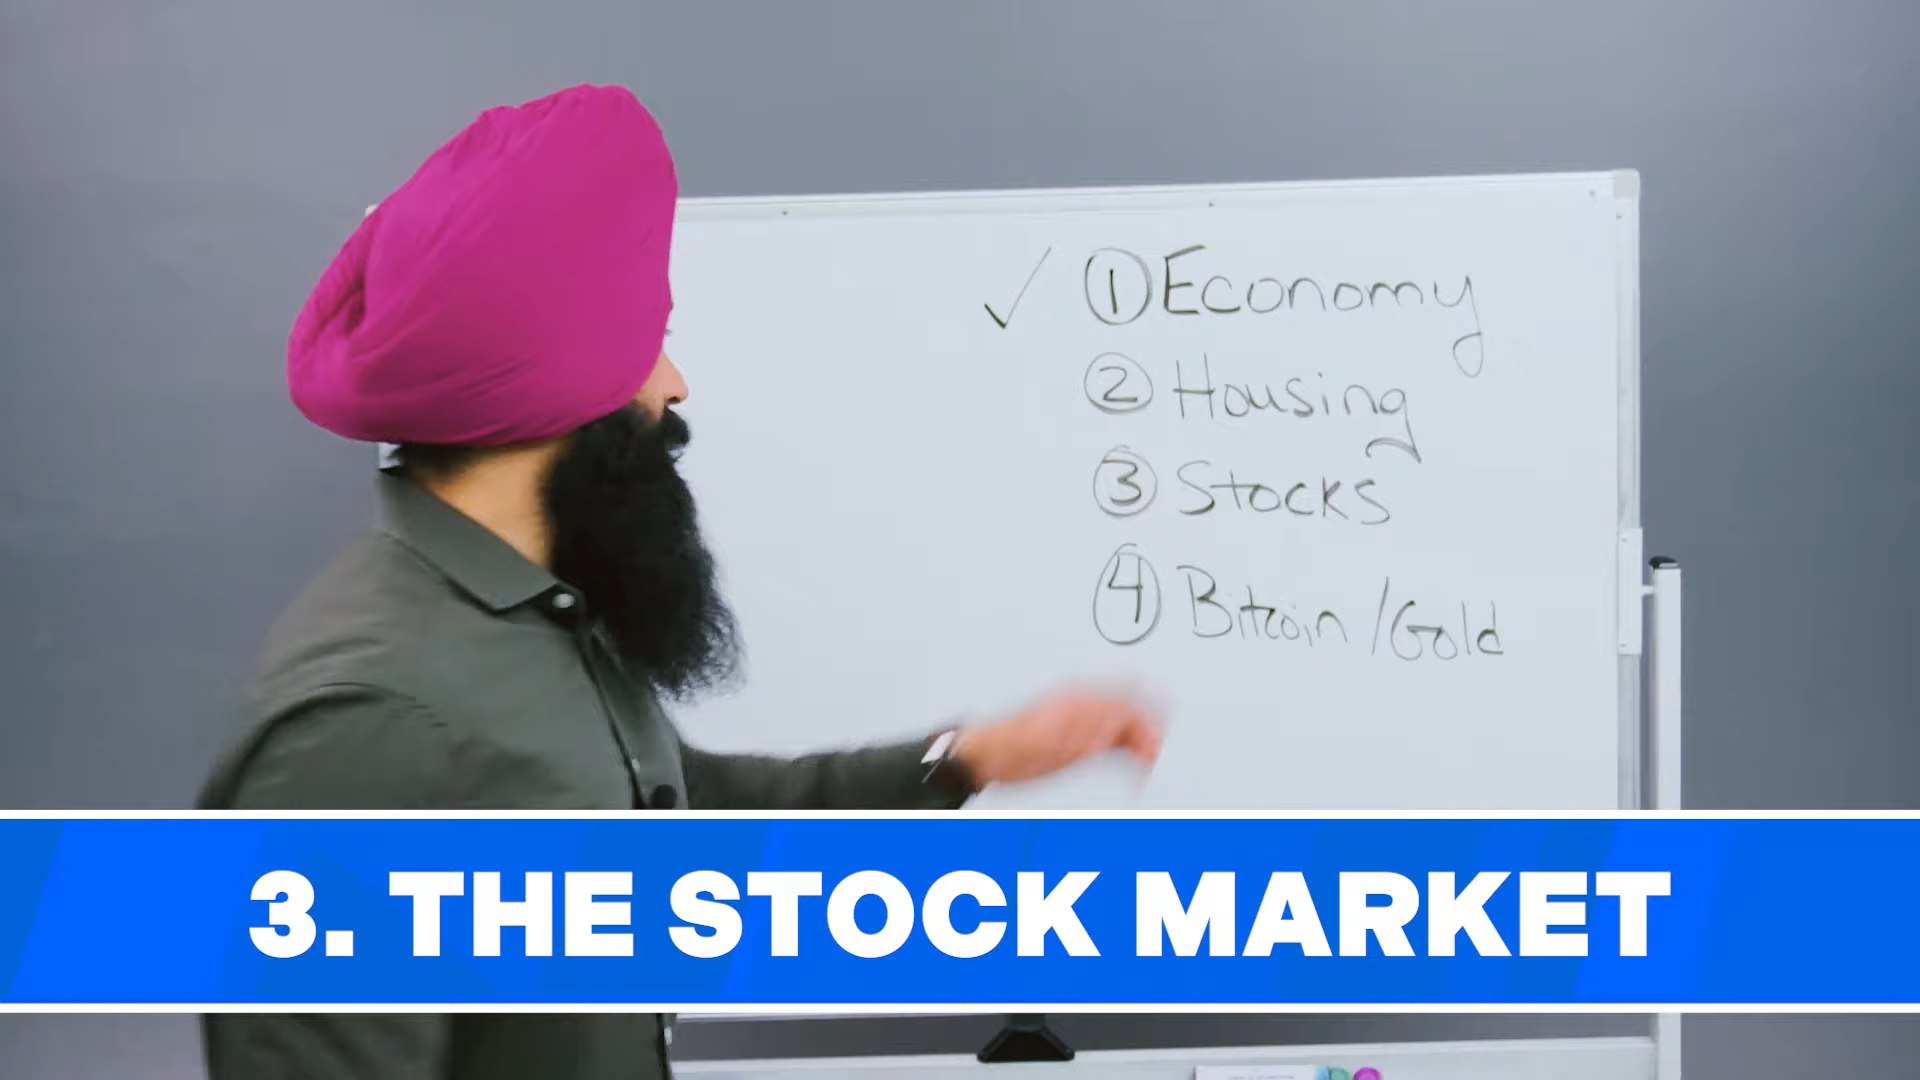 ✓ ① Economy
② Housing
③ Stocks
④ Bitcoin / Gold
3. THE STOCK MARKET